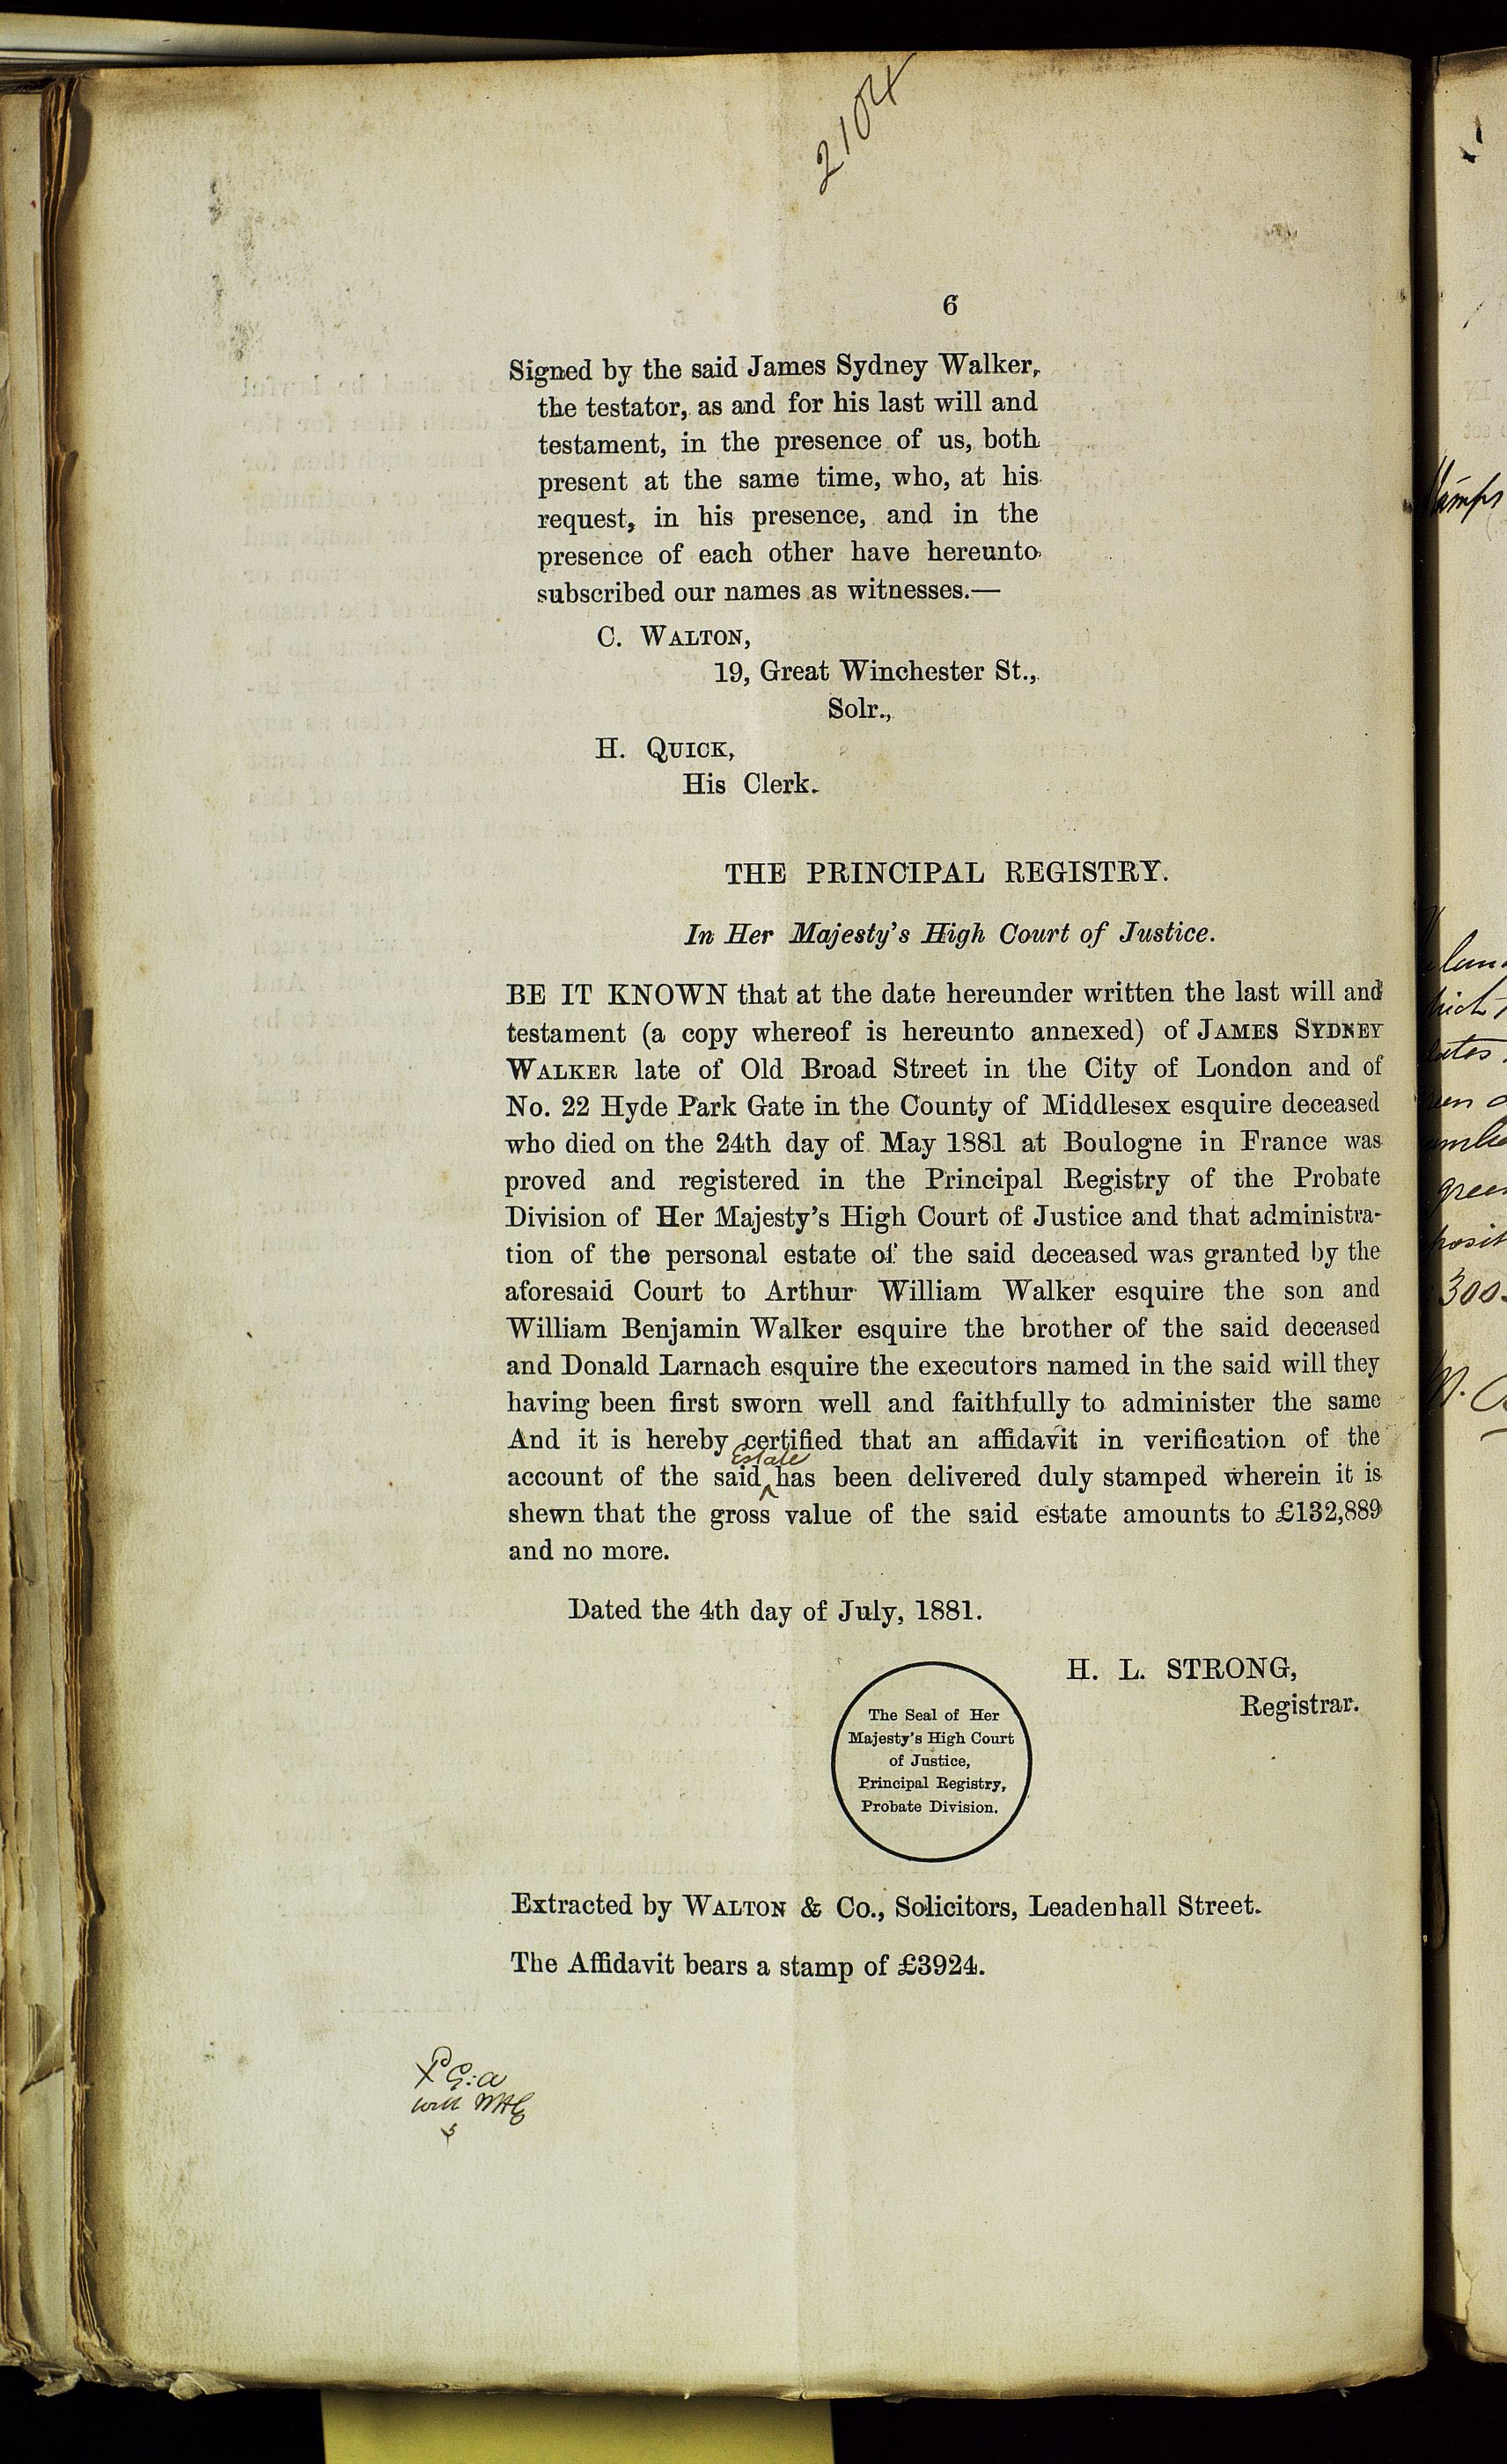 2104
6
Signed by the said James Sydney Walker,
the testator, as and for his last will and
testament, in the presence of us, both
present at the same time, who, at his
request, in his presence, and in the
presence of each other have hereunto
subscribed our names as witnesses.—
C. WALTON,
19, Great Winchester St.,
Solr.,
H. QUICK,
His Clerk.
THE PRINCIPAL REGISTRY.
In Her Majesty's High Court of Justice.
BE IT KNOWN that at the date hereunder written the last will and
testament (a copy whereof is hereunto annexed) of JAMES SYDNEY
WALKER late of Old Broad Street in the City of London and of
No. 22 Hyde Park Gate in the County of Middlesex esquire deceased
who died on the 24th day of May 1881 at Boulogne in France was
proved and registered in the Principal Registry of the Probate
Division of Her Majesty's High Court of Justice and that administra-
tion of the personal estate of the said deceased was granted by the
aforesaid Court to Arthur William Walker esquire the son and
William Benjamin Walker esquire the brother of the said deceased
and Donald Larnach esquire the executors named in the said will they
having been first sworn well and faithfully to administer the same
And it is hereby certified that an affidavit in verification of the
Estate
account of the said ^ has been delivered duly stamped wherein it is
shewn that the gross value of the said estate amounts to £132,889
and no more.
Dated the 4th day of July, 1881.
H. L. STRONG,
Registrar.
The Seal of Her
Majesty's High Court
of Justice,
Principal Registry,
Probate Division.
Extracted by WALTON & Co., Solicitors, Leadenhall Street.
The Affidavit bears a stamp of £3924.
will
300